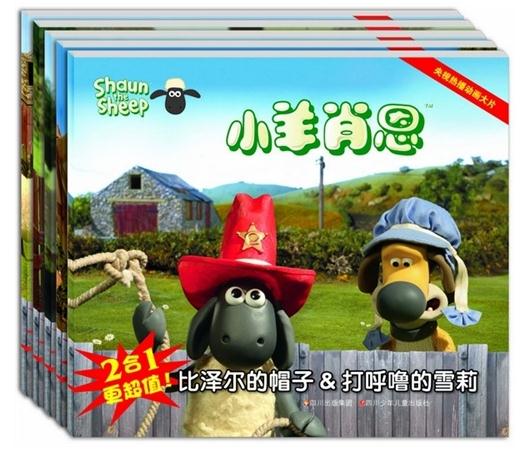 Shaun
the
Sheep
小羊肖恩™
央视热播动画大片
2合1
更超值!
比泽尔的帽子 & 打呼噜的雪莉
四川出版集团 四川少年儿童出版社